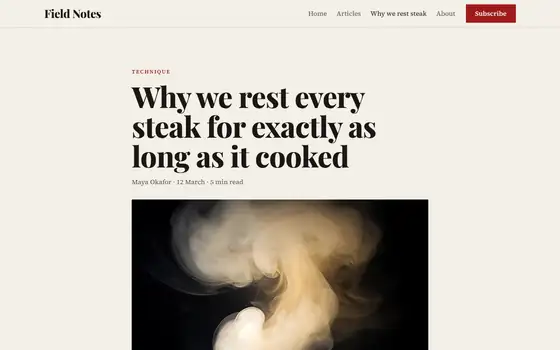 Field Notes
Home Articles Why we rest steak About Subscribe
TECHNIQUE
Why we rest every
steak for exactly as
long as it cooked
Maya Okafor · 12 March · 5 min read